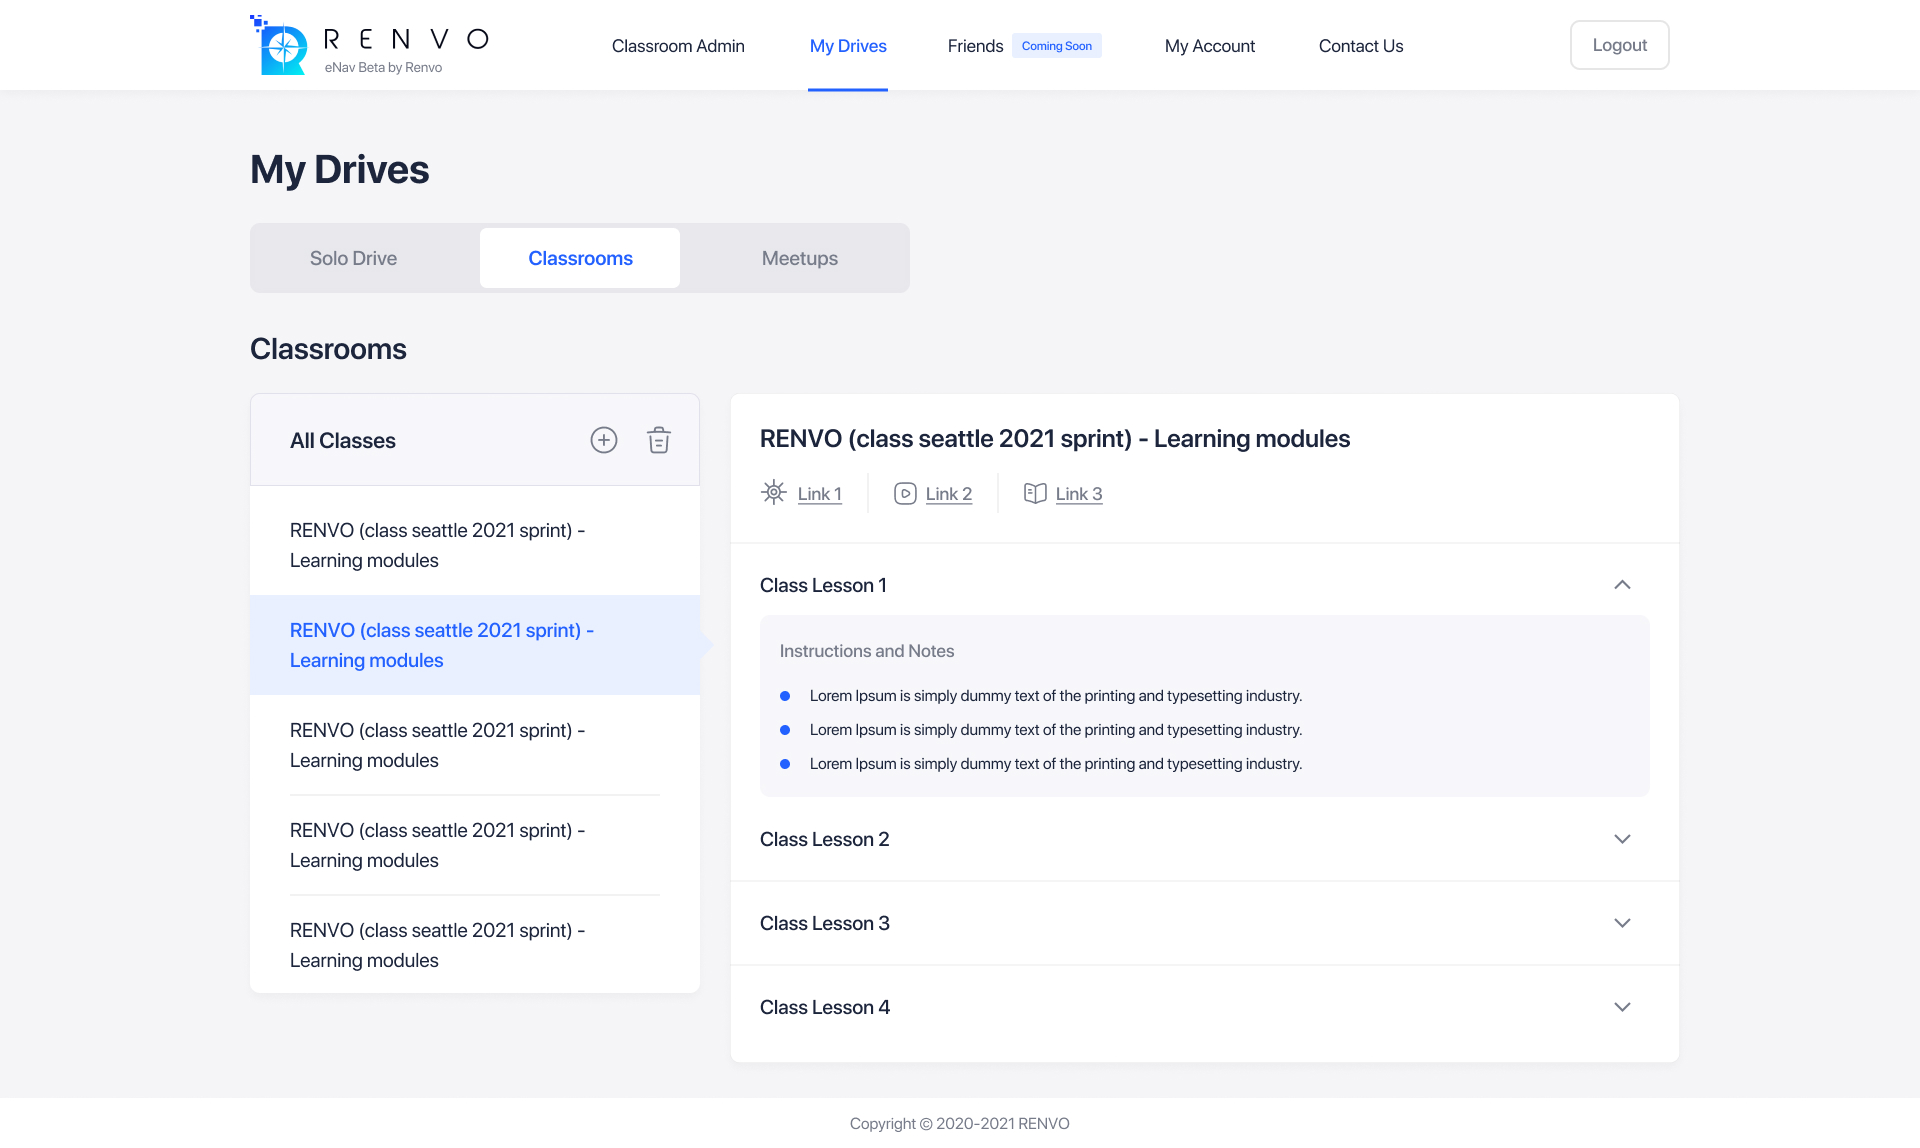 RENVO
eNav Beta by Renvo
Classroom Admin
My Drives
Friends
Coming Soon
My Account
Contact Us
Logout
My Drives
Solo Drive
Classrooms
Meetups
Classrooms
All Classes
RENVO (class seattle 2021 sprint) -
Learning modules
RENVO (class seattle 2021 sprint) -
Learning modules
RENVO (class seattle 2021 sprint) -
Learning modules
RENVO (class seattle 2021 sprint) -
Learning modules
RENVO (class seattle 2021 sprint) -
Learning modules
RENVO (class seattle 2021 sprint) - Learning modules
Link 1
Link 2
Link 3
Class Lesson 1
Instructions and Notes
Lorem Ipsum is simply dummy text of the printing and typesetting industry.
Lorem Ipsum is simply dummy text of the printing and typesetting industry.
Lorem Ipsum is simply dummy text of the printing and typesetting industry.
Class Lesson 2
Class Lesson 3
Class Lesson 4
Copyright © 2020-2021 RENVO